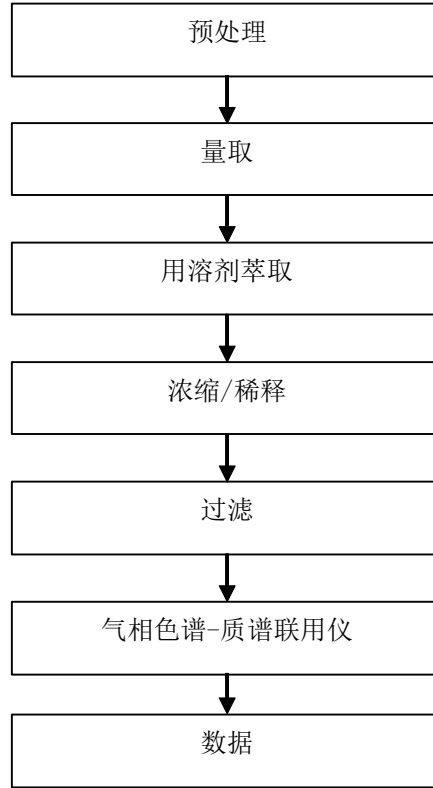 预处理
量取
用溶剂萃取
浓缩/稀释
过滤
气相色谱-质谱联用仪
数据